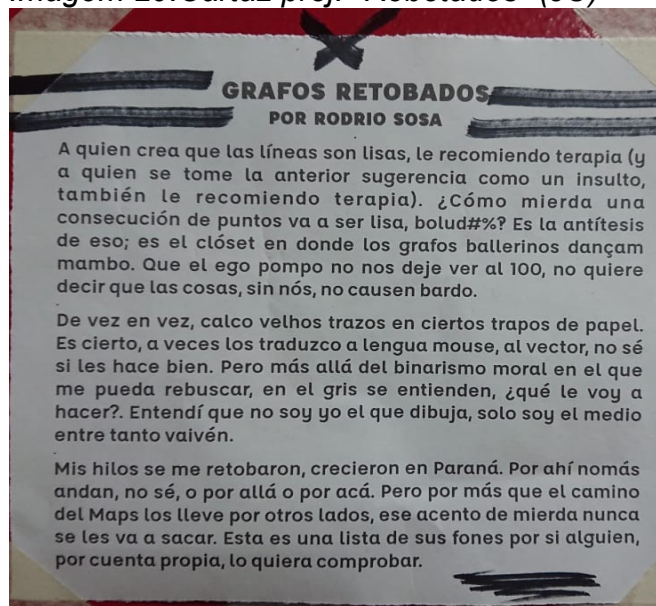 GRAFOS RETOBADOS
POR RODRIO SOSA
A quien crea que las líneas son lisas, le recomiendo terapia (y
a quien se tome la anterior sugerencia como un insulto,
también le recomiendo terapia). ¿Cómo mierda una
consecución de puntos va a ser lisa, bolud#%? Es la antítesis
de eso; es el clóset en donde los grafos ballerinos dançam
mambo. Que el ego pompo no nos deje ver al 100, no quiere
decir que las cosas, sin nós, no causen bardo.
De vez en vez, calco velhos trazos en ciertos trapos de papel.
Es cierto, a veces los traduzco a lengua mouse, al vector, no sé
si les hace bien. Pero más allá del binarismo moral en el que
me pueda rebuscar, en el gris se entienden, ¿qué le voy a
hacer?. Entendí que no soy yo el que dibuja, solo soy el medio
entre tanto vaivén.
Mis hilos se me retobaron, crecieron en Paraná. Por ahí nomás
andan, no sé, o por allá o por acá. Pero por más que el camino
del Maps los lleve por otros lados, ese acento de mierda nunca
se les va a sacar. Esta es una lista de sus fones por si alguien,
por cuenta propia, lo quiera comprobar.